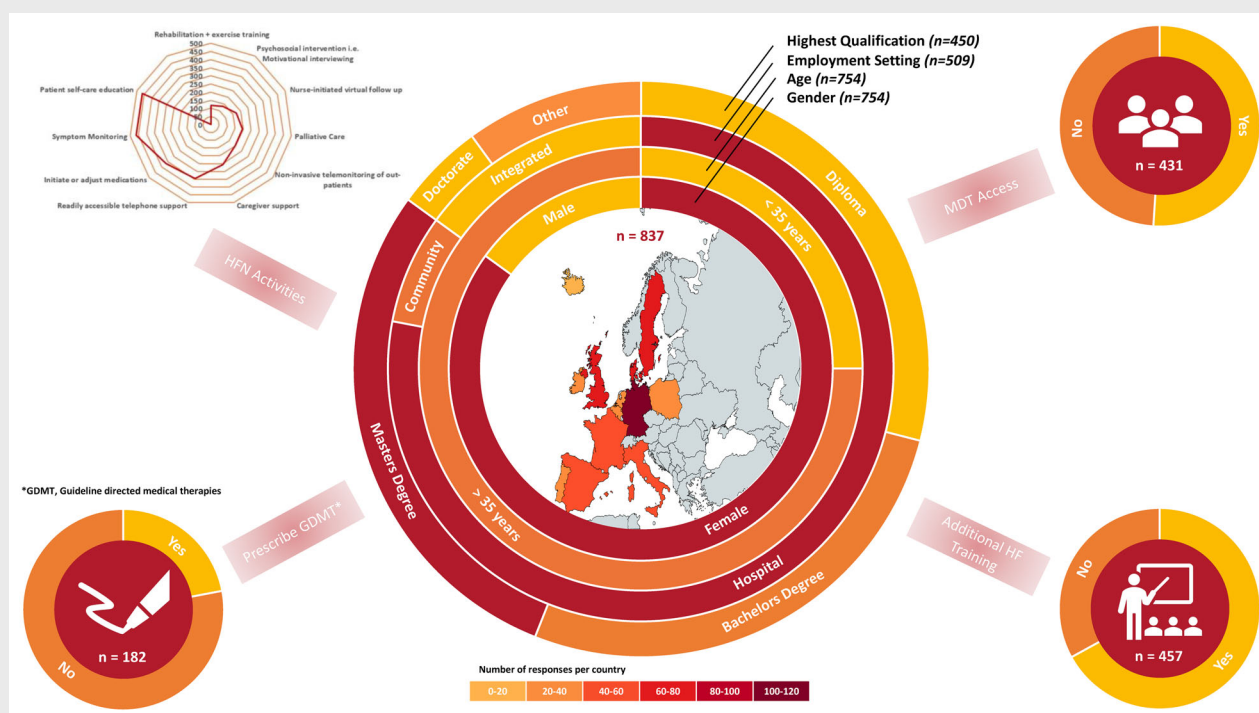 Rehabilitation + exercise training
500
450
400
350
300
250
200
150
100
50
0
Psychosocial intervention i.e.
Motivational interviewing
Nurse-initiated virtual follow up
Palliative Care
Non-invasive telemonitoring of out-
patients
Caregiver support
Readily accessible telephone support
Initiate or adjust medications
Symptom Monitoring
Patient self-care education
HFN Activities
Highest Qualification (n=450)
Employment Setting (n=509)
Age (n=754)
Gender (n=754)
Other
Doctorate
Diploma
Integrated
Community
< 35 years
Male
n = 837
Masters Degree
> 35 years
Female
Hospital
Bachelors Degree
No
Yes
n = 431
MDT Access
*GDMT, Guideline directed medical therapies
Prescribe GDMT*
Yes
No
n = 182
Additional HF
Training
No
Yes
n = 457
Number of responses per country
0-20
20-40
40-60
60-80
80-100
100-120